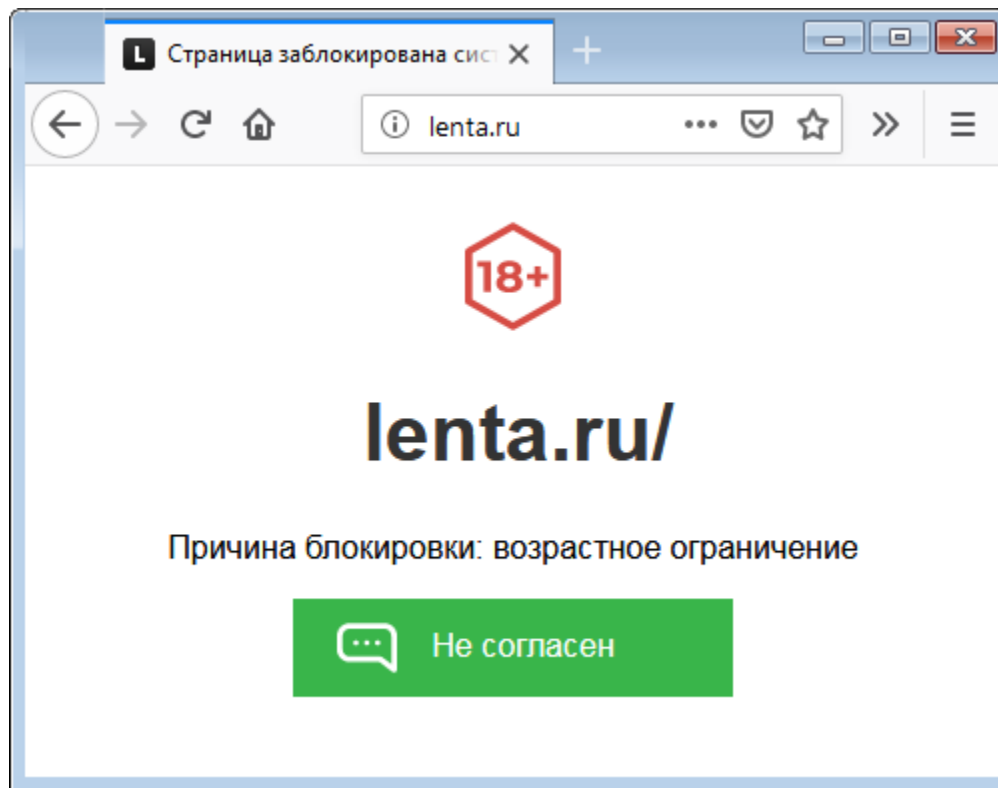 L Страница заблокирована сист
lenta.ru
18+
lenta.ru/
Причина блокировки: возрастное ограничение
Не согласен